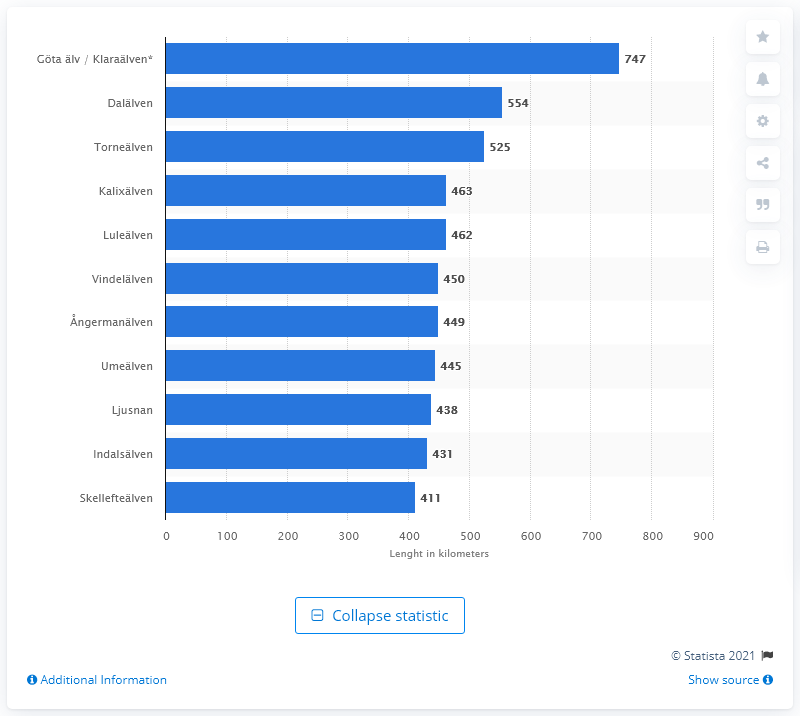 Göta älv / Klaraälven* 747
Dalälven 554
Torneälven 525
Kalixälven 463
Luleälven 462
Vindelälven 450
Ångermanälven 449
Umeälven 445
Ljusnan 438
Indalsälven 431
Skellefteälven 411
0 100 200 300 400 500 600 700 800 900
Lenght in kilometers
Collapse statistic
© Statista 2021
Additional Information Show source